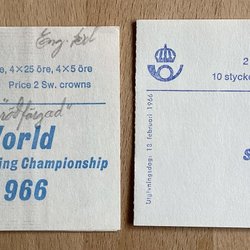 Eng. text
e, 4×25 öre, 4×5 öre
Price 2 Sw. crowns
World
ing Championship
966
2
10 stycke
Utgivningsdag: 13 februari 1966
S